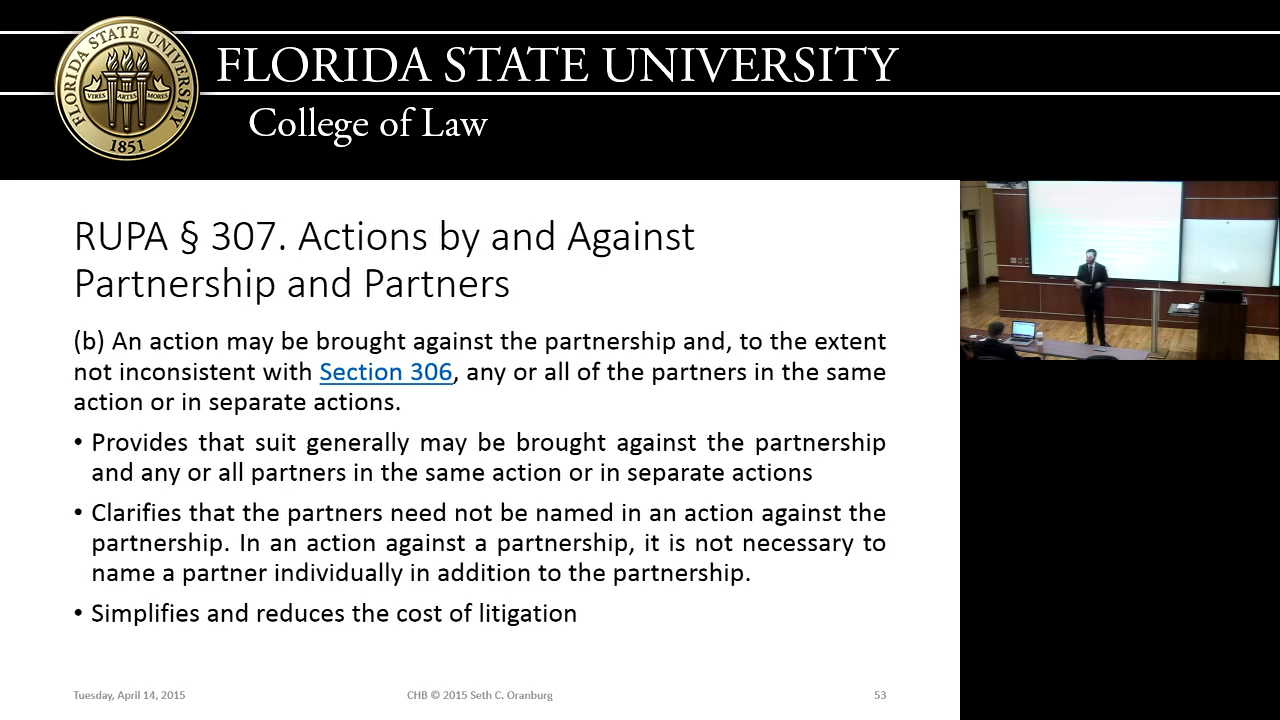 FLORIDA STATE UNIVERSITY
College of Law
FLORIDA STATE UNIVERSITY
VIRES ARTES MORES
1851
RUPA § 307. Actions by and Against
Partnership and Partners
(b) An action may be brought against the partnership and, to the extent
not inconsistent with Section 306, any or all of the partners in the same
action or in separate actions.
• Provides that suit generally may be brought against the partnership
and any or all partners in the same action or in separate actions
• Clarifies that the partners need not be named in an action against the
partnership. In an action against a partnership, it is not necessary to
name a partner individually in addition to the partnership.
• Simplifies and reduces the cost of litigation
Tuesday, April 14, 2015
CHB © 2015 Seth C. Oranburg
53